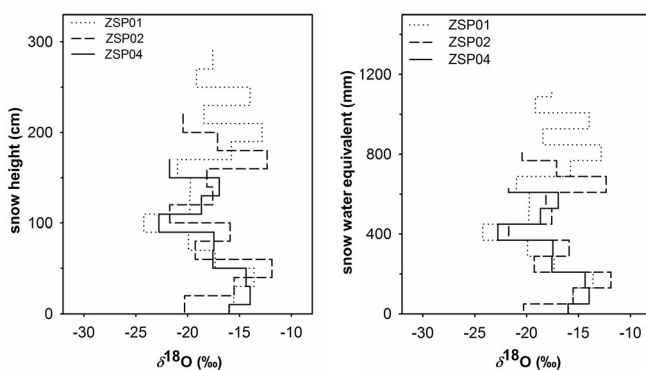 ZSP01
ZSP02
ZSP04
300
200
100
0
snow height (cm)
-30 -25 -20 -15 -10
δ18O (‰)
ZSP01
ZSP02
ZSP04
1200
800
400
0
snow water equivalent (mm)
-30 -25 -20 -15 -10
δ18O (‰)